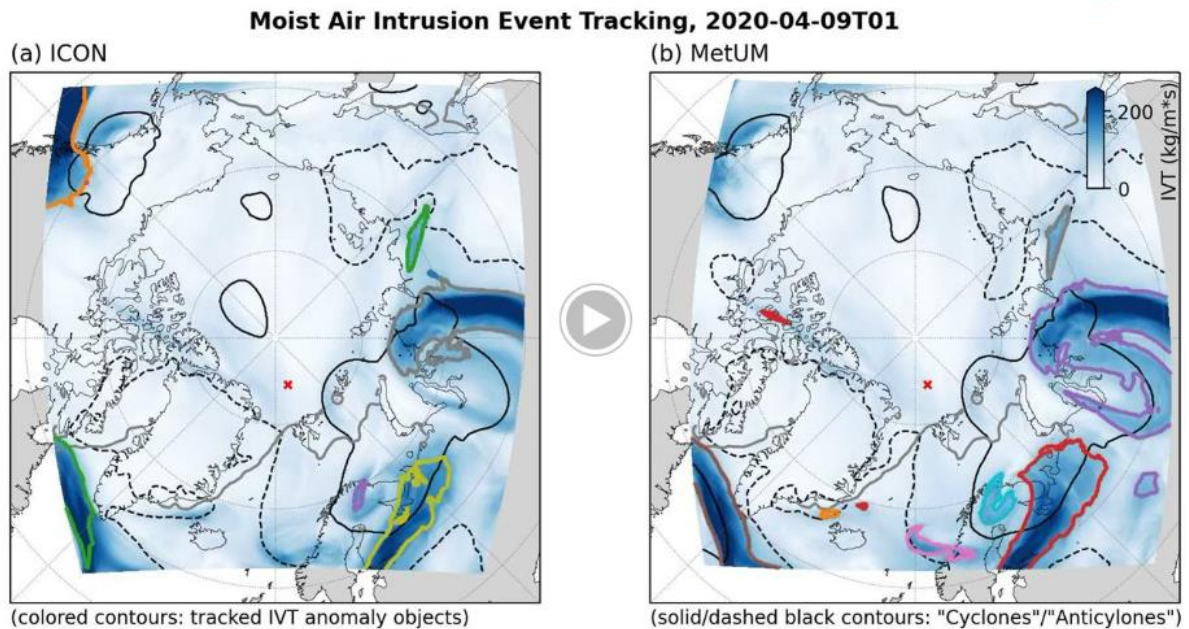 Moist Air Intrusion Event Tracking, 2020-04-09T01
(a) ICON
(b) MetUM
200
0
IVT (kg/m*s)
(colored contours: tracked IVT anomaly objects)
(solid/dashed black contours: "Cyclones"/"Anticylones")